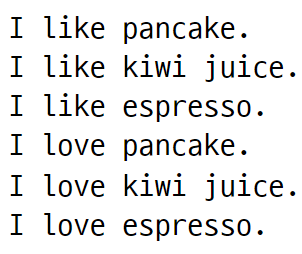 I like pancake.
I like kiwi juice.
I like espresso.
I love pancake.
I love kiwi juice.
I love espresso.